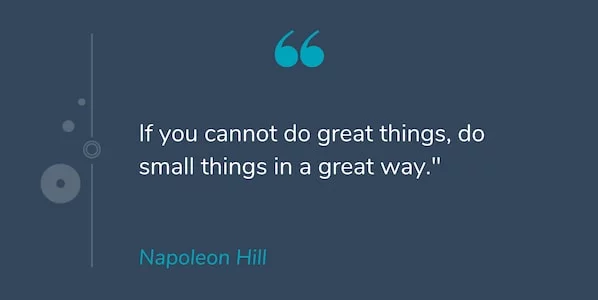 ❝
If you cannot do great things, do
small things in a great way."
Napoleon Hill